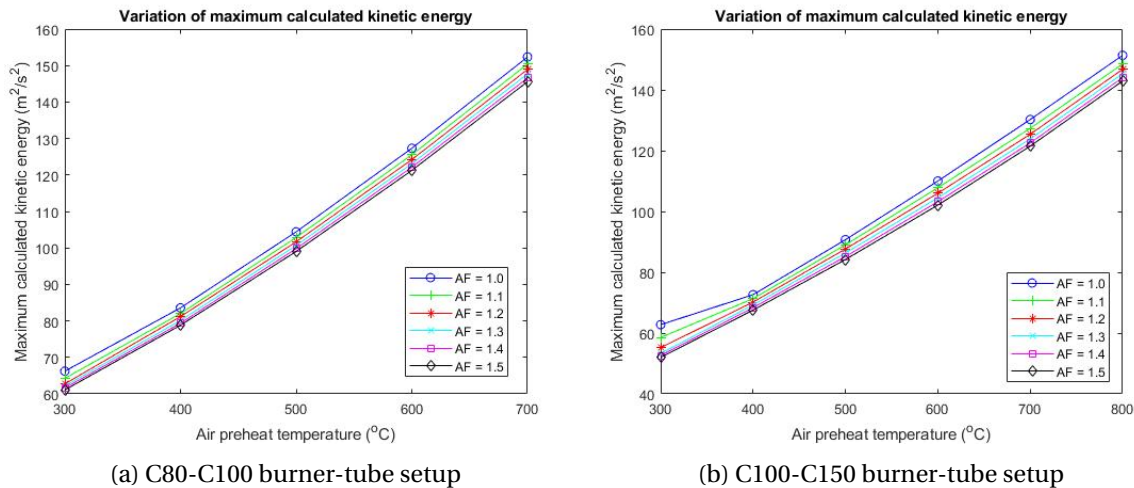 Variation of maximum calculated kinetic energy
Maximum calculated kinetic energy (m²/s²)
160
150
140
130
120
110
100
90
80
70
60
300
400
500
600
700
Air preheat temperature (°C)
AF = 1.0
AF = 1.1
AF = 1.2
AF = 1.3
AF = 1.4
AF = 1.5
(a) C80-C100 burner-tube setup
Variation of maximum calculated kinetic energy
Maximum calculated kinetic energy (m²/s²)
160
140
120
100
80
60
40
300
400
500
600
700
800
Air preheat temperature (°C)
AF = 1.0
AF = 1.1
AF = 1.2
AF = 1.3
AF = 1.4
AF = 1.5
(b) C100-C150 burner-tube setup